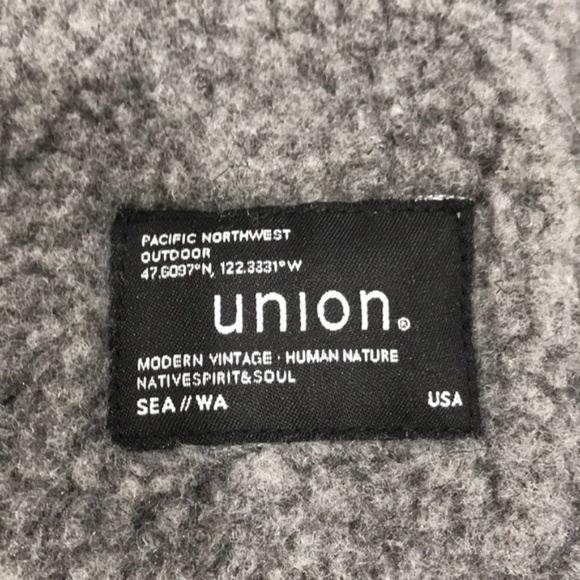 PACIFIC NORTHWEST
OUTDOOR
47.6097°N, 122.3331°W
union®
MODERN VINTAGE · HUMAN NATURE
NATIVESPIRIT&SOUL
SEA // WA USA